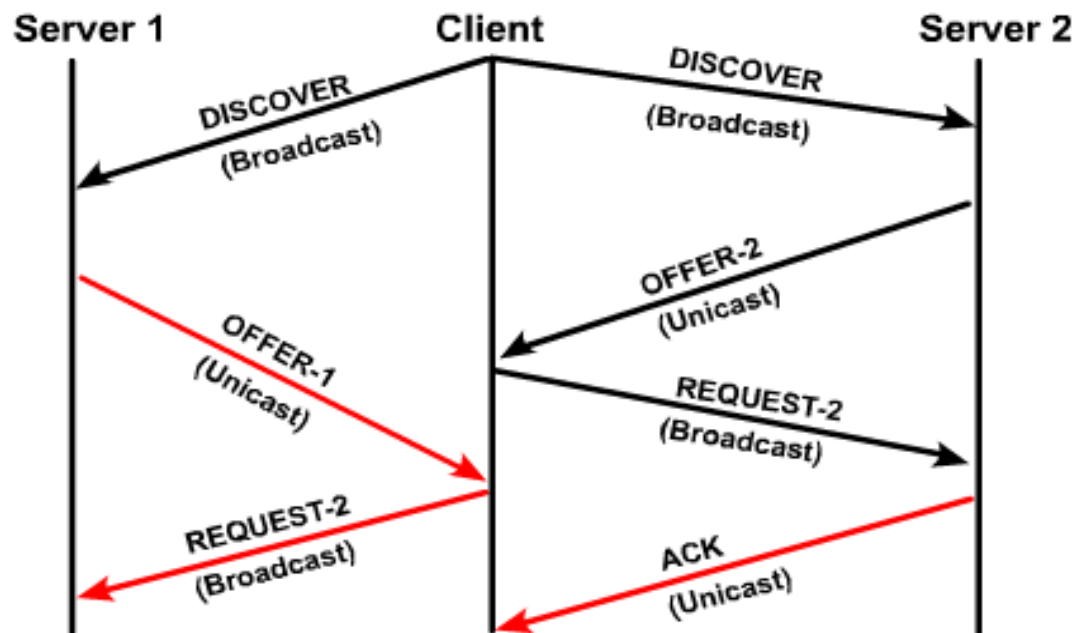 Server 1
Client
Server 2
DISCOVER
(Broadcast)
DISCOVER
(Broadcast)
OFFER-2
(Unicast)
OFFER-1
(Unicast)
REQUEST-2
(Broadcast)
REQUEST-2
(Broadcast)
ACK
(Unicast)